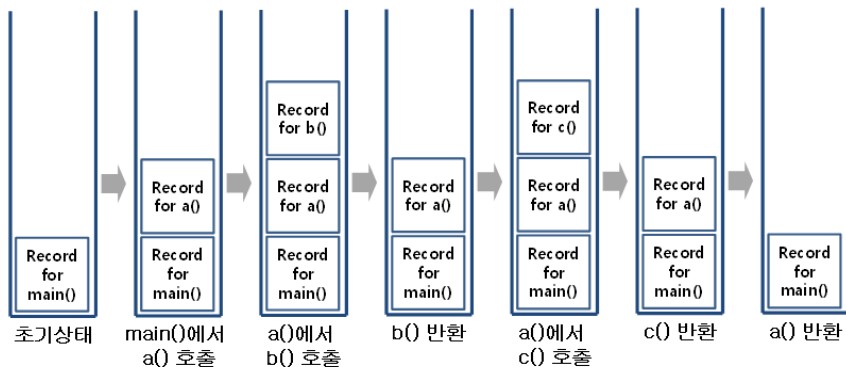 Record
for
main()
초기상태
Record
for a()
Record
for
main()
main()에서
a() 호출
Record
for b()
Record
for a()
Record
for
main()
a()에서
b() 호출
Record
for a()
Record
for
main()
b() 반환
Record
for c()
Record
for a()
Record
for
main()
a()에서
c() 호출
Record
for a()
Record
for
main()
c() 반환
Record
for
main()
a() 반환